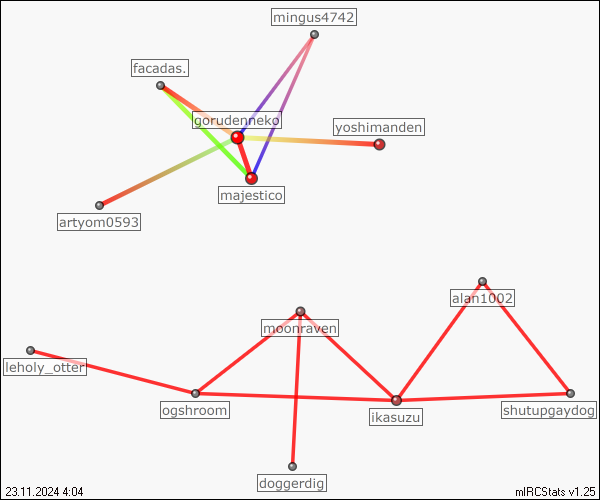 mingus4742
facadas.
gorudenneko
yoshimanden
majestico
artyom0593
alan1002
moonraven
leholy_otter
ogshroom
ikasuzu
shutupgaydog
doggerdig
23.11.2024 4:04
mIRCStats v1.25